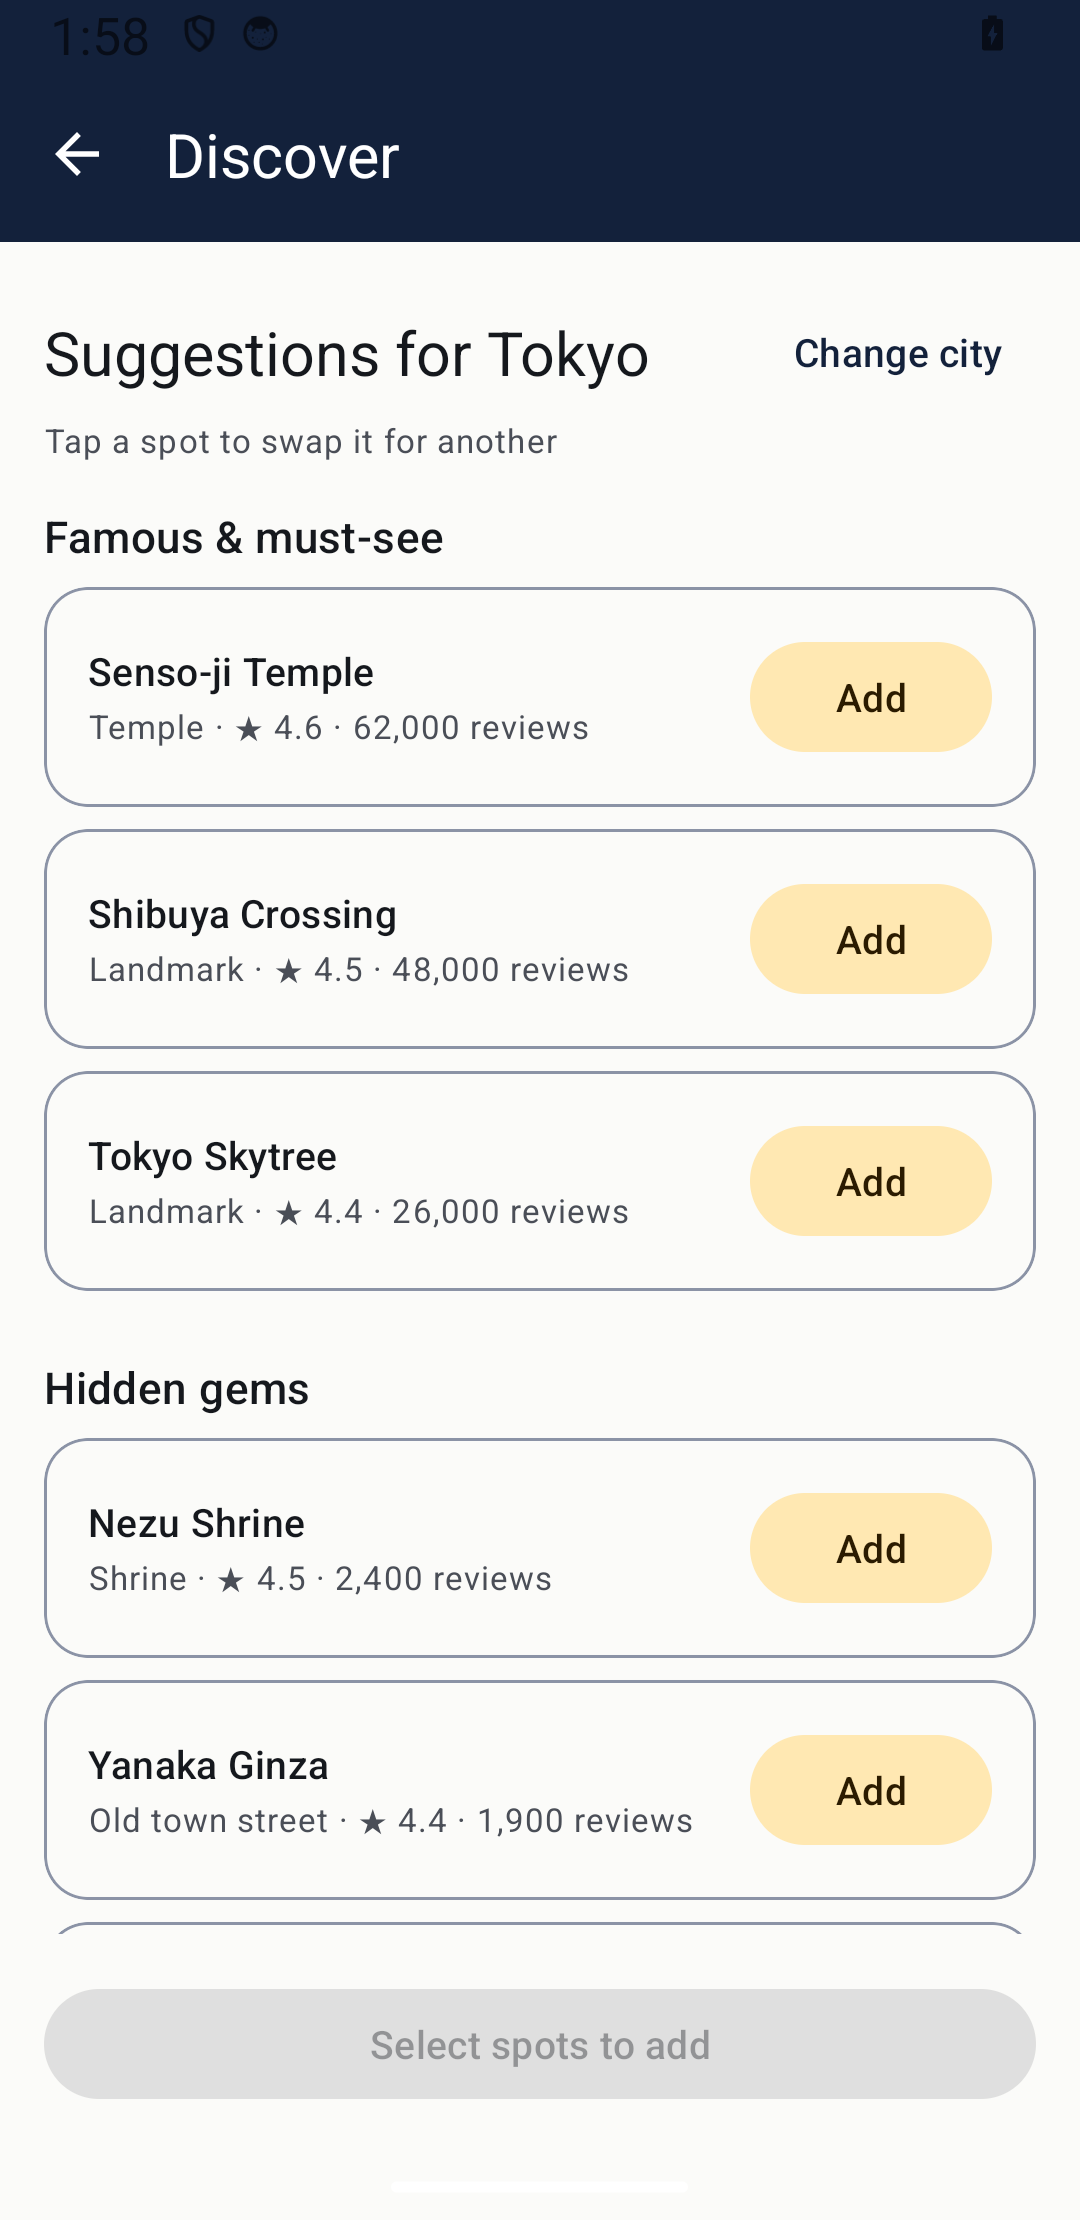 1:58
Discover
Suggestions for Tokyo
Change city
Tap a spot to swap it for another
Famous & must-see
Senso-ji Temple
Temple · ★ 4.6 · 62,000 reviews
Add
Shibuya Crossing
Landmark · ★ 4.5 · 48,000 reviews
Add
Tokyo Skytree
Landmark · ★ 4.4 · 26,000 reviews
Add
Hidden gems
Nezu Shrine
Shrine · ★ 4.5 · 2,400 reviews
Add
Yanaka Ginza
Old town street · ★ 4.4 · 1,900 reviews
Add
Select spots to add